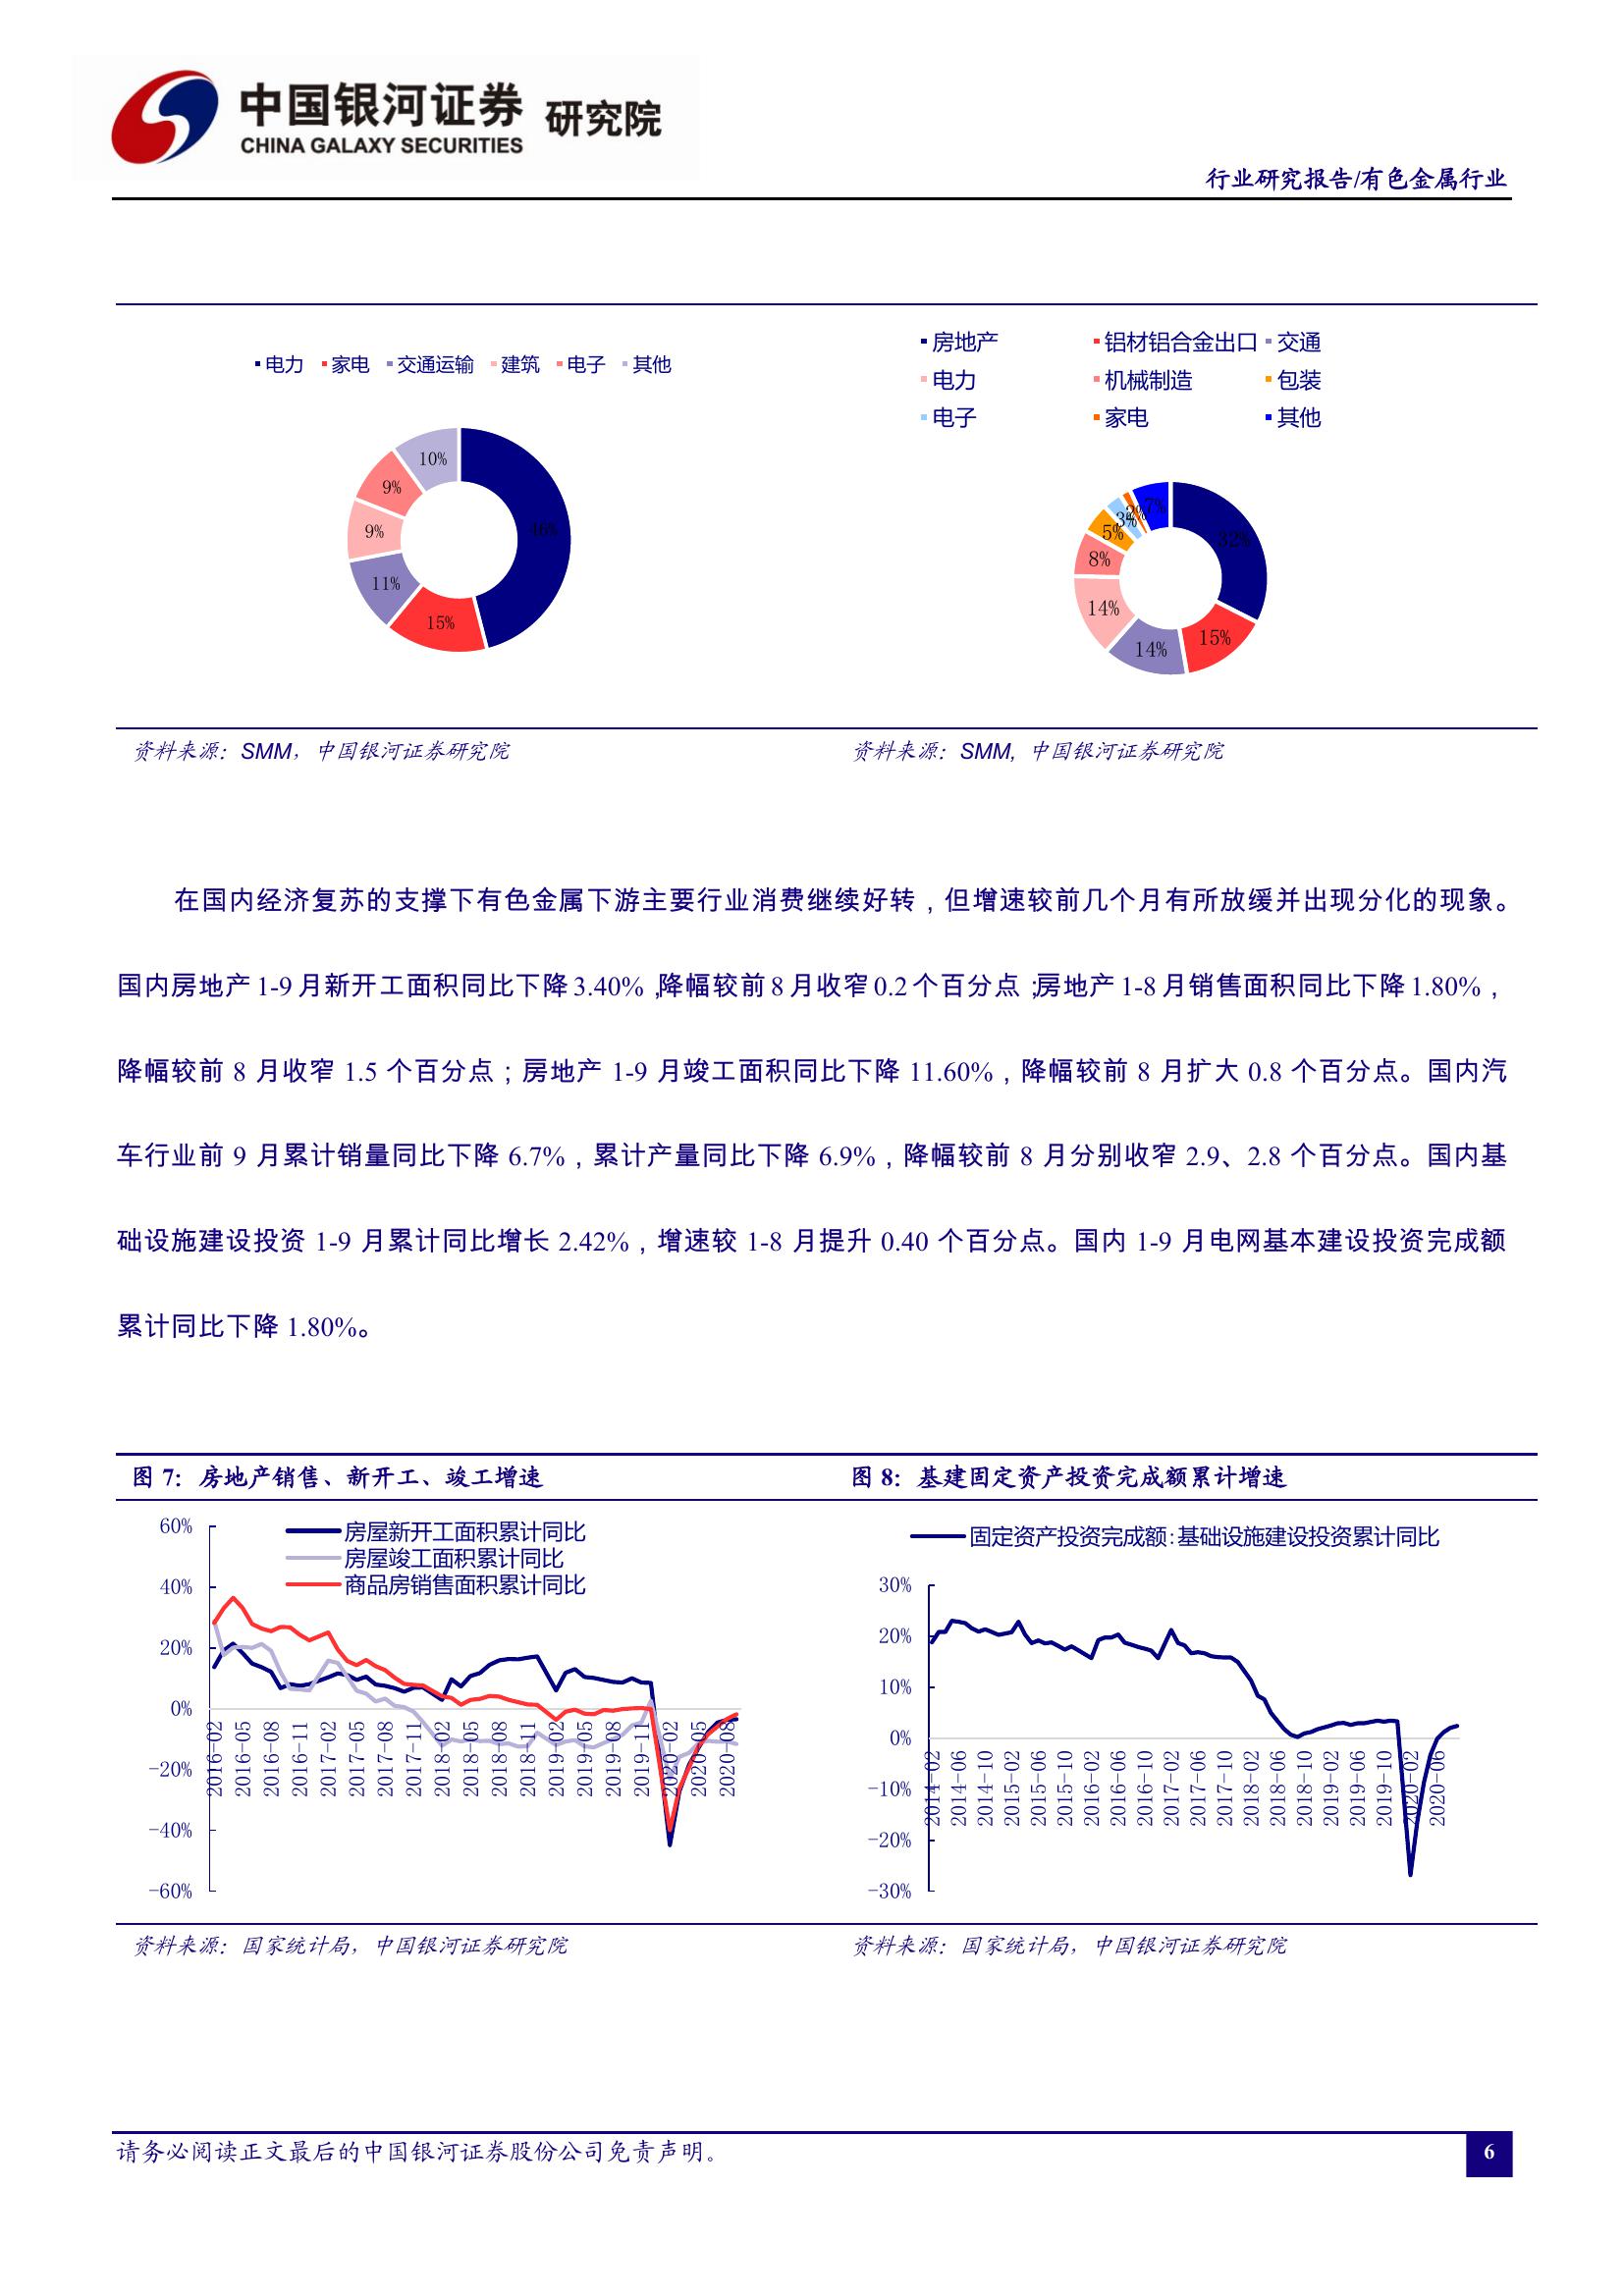 中国银河证券 研究院
CHINA GALAXY SECURITIES
行业研究报告/有色金属行业
电力 家电 交通运输 建筑 电子 其他
46%
15%
11%
9%
9%
10%
房地产 铝材铝合金出口 交通
电力 机械制造 包装
电子 家电 其他
32%
15%
14%
14%
8%
5%
3%
2%
7%
资料来源：SMM，中国银河证券研究院
资料来源：SMM, 中国银河证券研究院
在国内经济复苏的支撑下有色金属下游主要行业消费继续好转，但增速较前几个月有所放缓并出现分化的现象。
国内房地产 1-9 月新开工面积同比下降 3.40%，降幅较前 8 月收窄 0.2 个百分点；房地产 1-8 月销售面积同比下降 1.80%，
降幅较前 8 月收窄 1.5 个百分点；房地产 1-9 月竣工面积同比下降 11.60%，降幅较前 8 月扩大 0.8 个百分点。国内汽
车行业前 9 月累计销量同比下降 6.7%，累计产量同比下降 6.9%，降幅较前 8 月分别收窄 2.9、2.8 个百分点。国内基
础设施建设投资 1-9 月累计同比增长 2.42%，增速较 1-8 月提升 0.40 个百分点。国内 1-9 月电网基本建设投资完成额
累计同比下降 1.80%。
图 7：房地产销售、新开工、竣工增速
房屋新开工面积累计同比
房屋竣工面积累计同比
商品房销售面积累计同比
60%
40%
20%
0%
-20%
-40%
-60%
2016-02 2016-05 2016-08 2016-11 2017-02 2017-05 2017-08 2017-11 2018-02 2018-05 2018-08 2018-11 2019-02 2019-05 2019-08 2019-11 2020-02 2020-05 2020-08
图 8：基建固定资产投资完成额累计增速
固定资产投资完成额:基础设施建设投资累计同比
30%
20%
10%
0%
-10%
-20%
-30%
2014-02 2014-06 2014-10 2015-02 2015-06 2015-10 2016-02 2016-06 2016-10 2017-02 2017-06 2017-10 2018-02 2018-06 2018-10 2019-02 2019-06 2019-10 2020-02 2020-06
资料来源：国家统计局，中国银河证券研究院
资料来源：国家统计局，中国银河证券研究院
请务必阅读正文最后的中国银河证券股份公司免责声明。
6